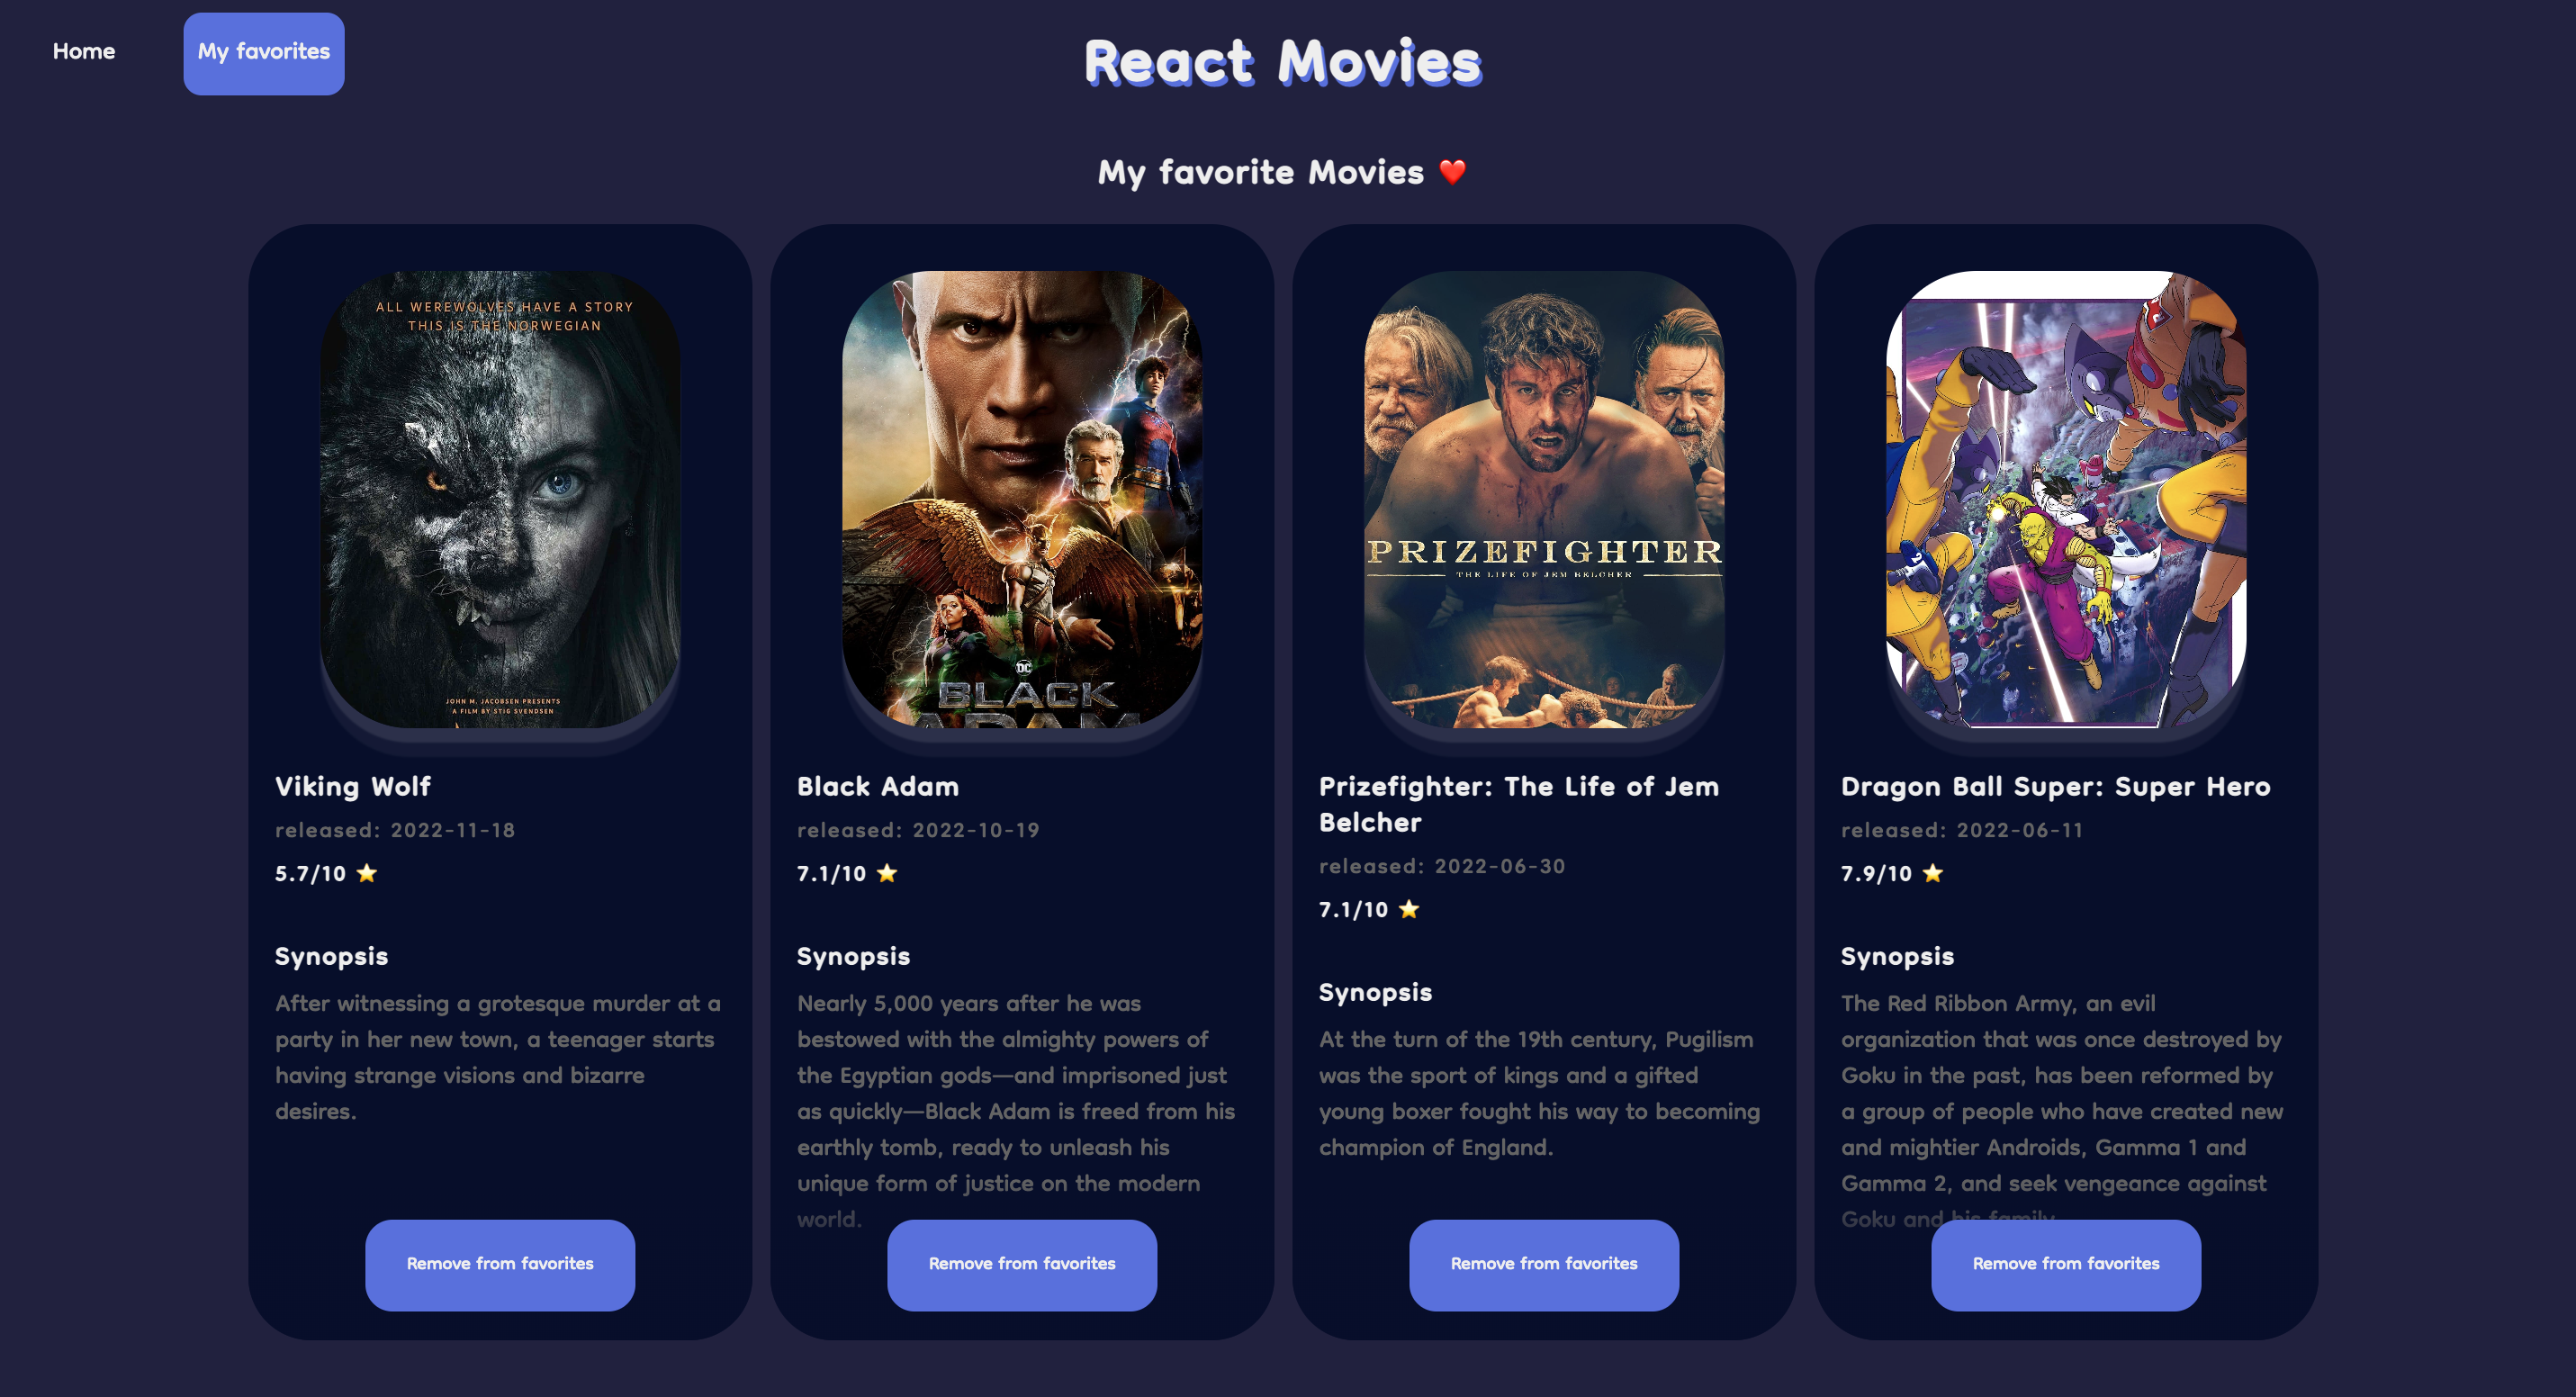 Home
My favorites
React Movies
My favorite Movies ❤️
ALL WEREWOLVES HAVE A STORY
THIS IS THE NORWEGIAN
JOHN M. JACOBSEN PRESENTS
A FILM BY STIG SVENDSEN
Viking Wolf
released: 2022-11-18
5.7/10 ⭐
Synopsis
After witnessing a grotesque murder at a
party in her new town, a teenager starts
having strange visions and bizarre
desires.
Remove from favorites
DC
BLACK
ADAM
Black Adam
released: 2022-10-19
7.1/10 ⭐
Synopsis
Nearly 5,000 years after he was
bestowed with the almighty powers of
the Egyptian gods—and imprisoned just
as quickly—Black Adam is freed from his
earthly tomb, ready to unleash his
unique form of justice on the modern
world.
Remove from favorites
PRIZEFIGHTER
THE LIFE OF JEM BELCHER
Prizefighter: The Life of Jem
Belcher
released: 2022-06-30
7.1/10 ⭐
Synopsis
At the turn of the 19th century, Pugilism
was the sport of kings and a gifted
young boxer fought his way to becoming
champion of England.
Remove from favorites
Dragon Ball Super: Super Hero
released: 2022-06-11
7.9/10 ⭐
Synopsis
The Red Ribbon Army, an evil
organization that was once destroyed by
Goku in the past, has been reformed by
a group of people who have created new
and mightier Androids, Gamma 1 and
Gamma 2, and seek vengeance against
Goku and his family.
Remove from favorites